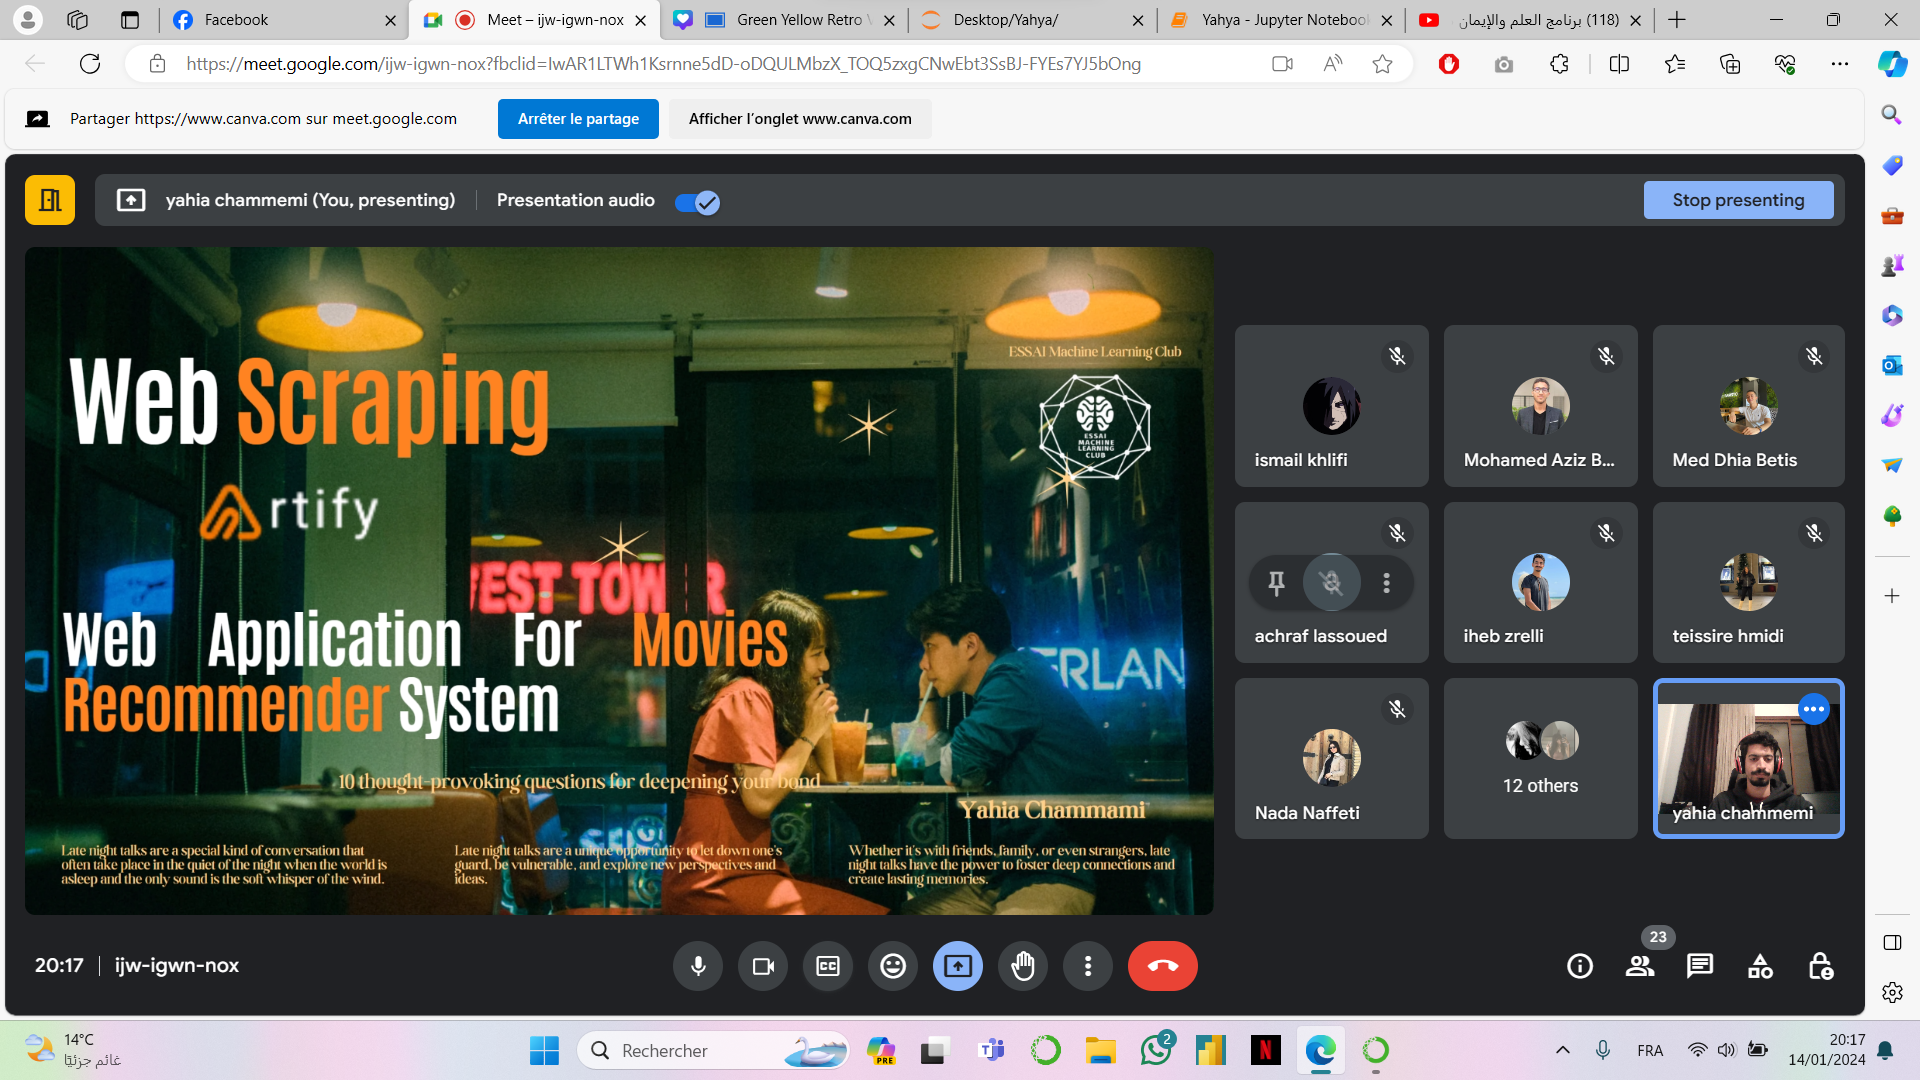 Facebook
Meet – ijw-igwn-nox
Green Yellow Retro
Desktop/Yahya/
Yahya - Jupyter Notebook
(118) برنامج العلم والإيمان
https://meet.google.com/ijw-igwn-nox?fbclid=IwAR1LTWh1Ksrnne5dD-oDQULMbzX_TOQ5zxgCNwEbt3SsBJ-FYEs7YJ5bOng
Partager https://www.canva.com sur meet.google.com
Arrêter le partage
Afficher l’onglet www.canva.com
yahia chammemi (You, presenting)
Presentation audio
Stop presenting
ESSAI Machine Learning Club
Web Scraping
ESSAI
MACHINE
LEARNING
CLUB
rtify
WEST TOWER
ERLAN
Web Application For Movies
Recommender System
10 thought-provoking questions for deepening your bond
Yahia Chammami
Late night talks are a special kind of conversation that
often take place in the quiet of the night when the world is
asleep and the only sound is the soft whisper of the wind.
Late night talks are a unique opportunity to let down one's
guard, be vulnerable, and explore new perspectives and
ideas.
Whether it's with friends, family, or even strangers, late
night talks have the power to foster deep connections and
create lasting memories.
ismail khlifi
Mohamed Aziz B...
Med Dhia Betis
achraf lassoued
iheb zrelli
teissire hmidi
Nada Naffeti
12 others
yahia chammemi
20:17
ijw-igwn-nox
23
14°C
غائم جزئيًا
Rechercher
PRE
2
FRA
20:17
14/01/2024